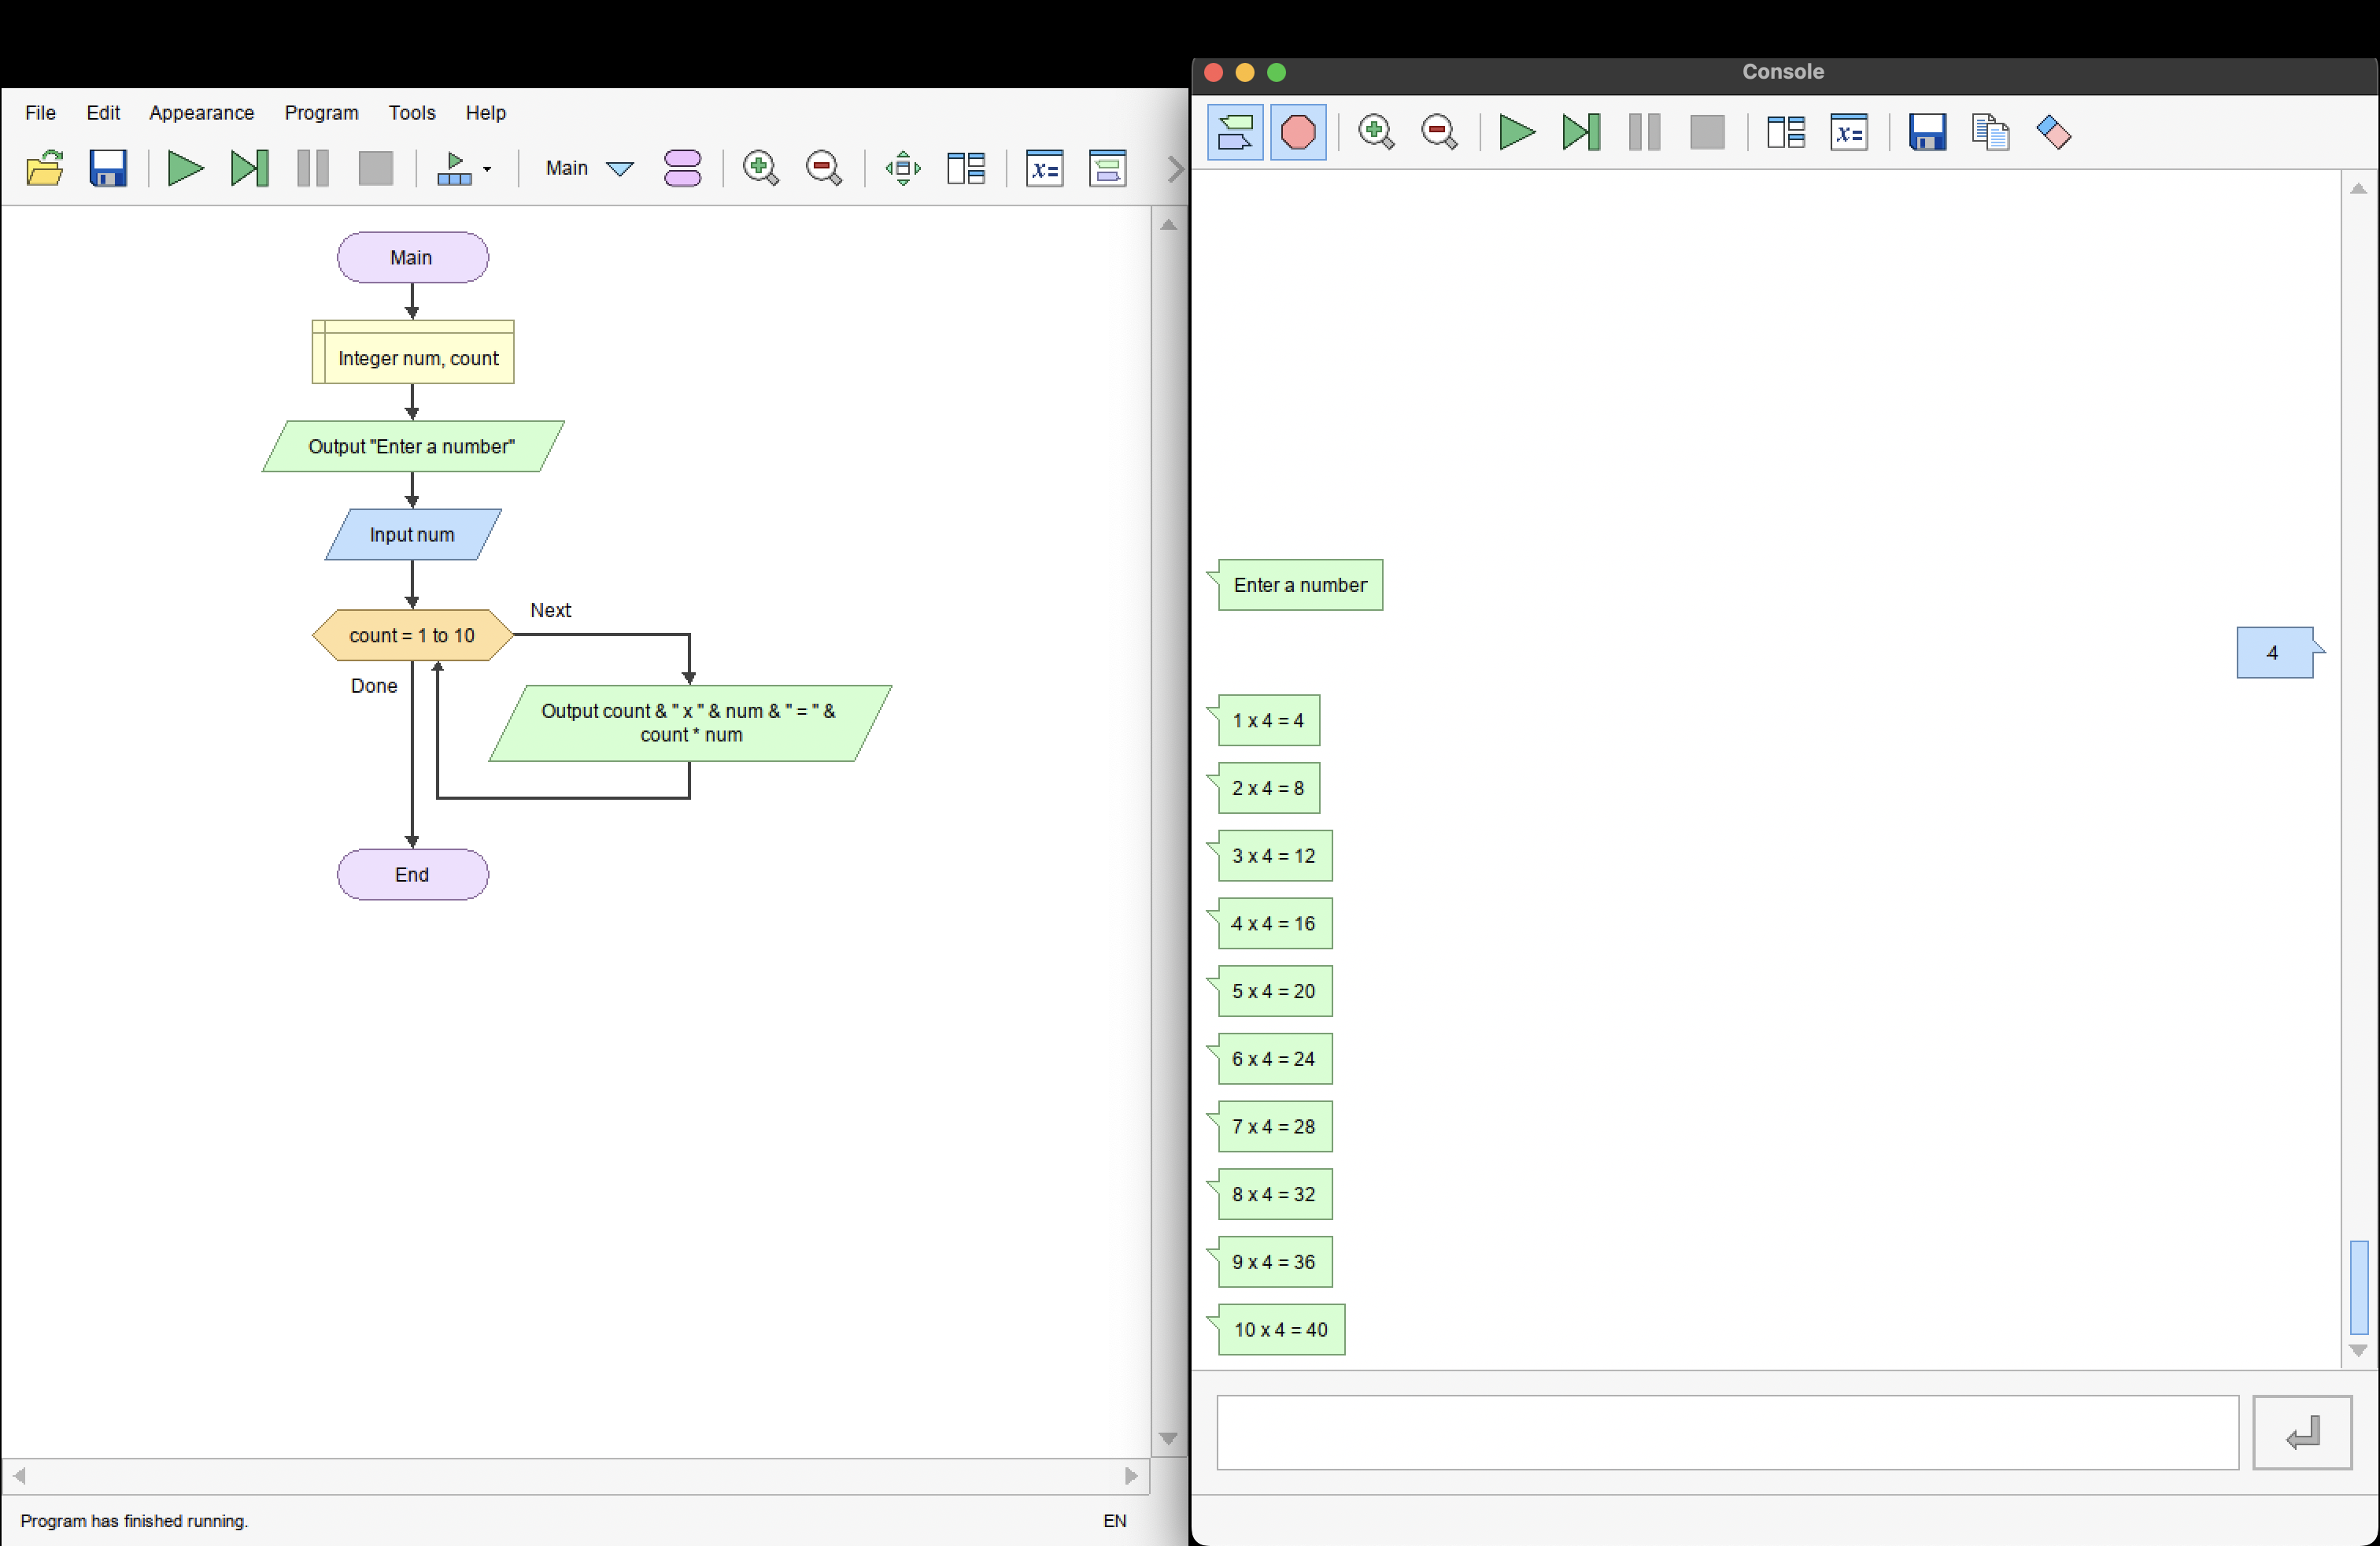 File Edit Appearance Program Tools Help
Main
x=
Main
Integer num, count
Output "Enter a number"
Input num
count = 1 to 10
Next
Done
Output count & " x " & num & " = " &
count * num
End
Program has finished running.
EN
Console
x=
Enter a number
4
1 x 4 = 4
2 x 4 = 8
3 x 4 = 12
4 x 4 = 16
5 x 4 = 20
6 x 4 = 24
7 x 4 = 28
8 x 4 = 32
9 x 4 = 36
10 x 4 = 40